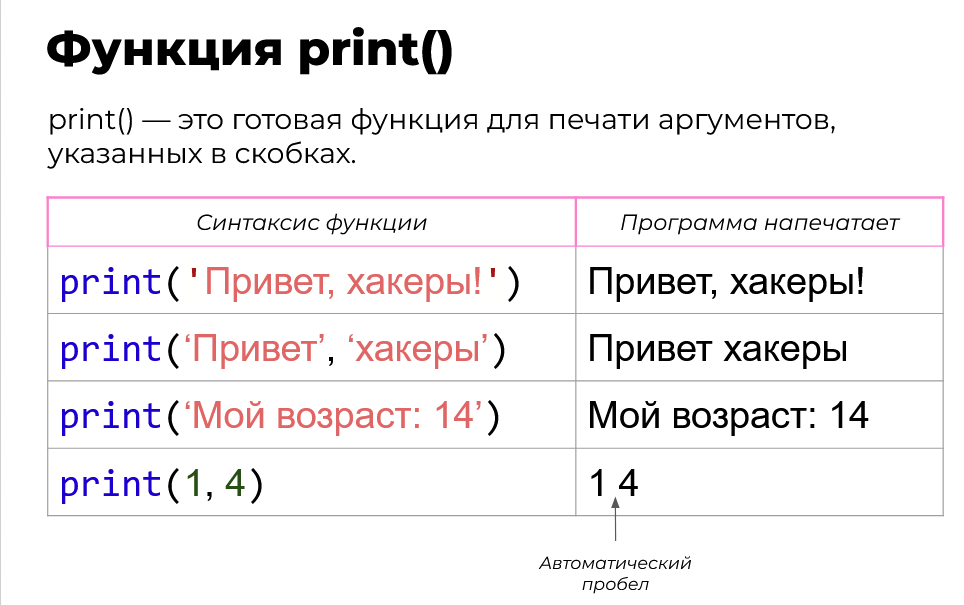 Функция print()
print() — это готовая функция для печати аргументов,
указанных в скобках.
Синтаксис функции
Программа напечатает
print('Привет, хакеры!')
Привет, хакеры!
print(‘Привет’, ‘хакеры’)
Привет хакеры
print(‘Мой возраст: 14’)
Мой возраст: 14
print(1, 4)
1 4
Автоматический
пробел